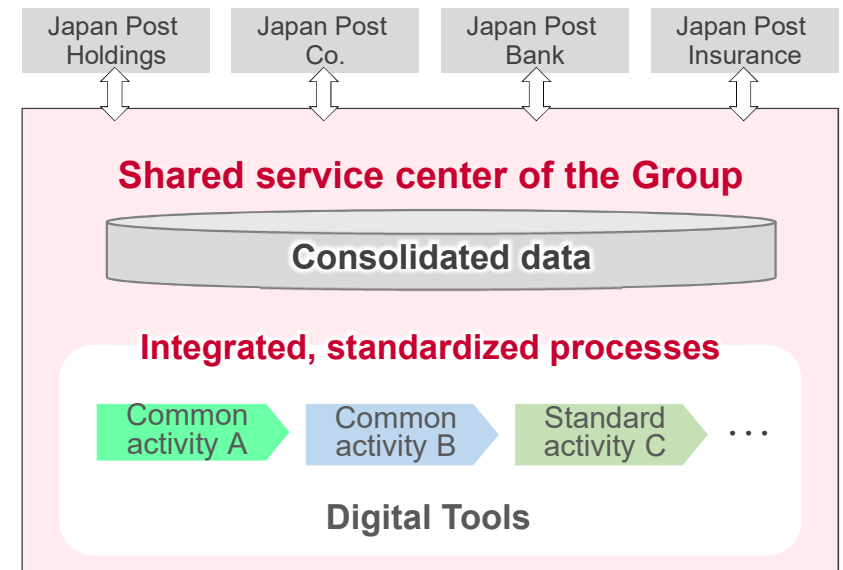 Japan Post
Holdings
Japan Post
Co.
Japan Post
Bank
Japan Post
Insurance
Shared service center of the Group
Consolidated data
Integrated, standardized processes
Common
activity A
Common
activity B
Standard
activity C
...
Digital Tools